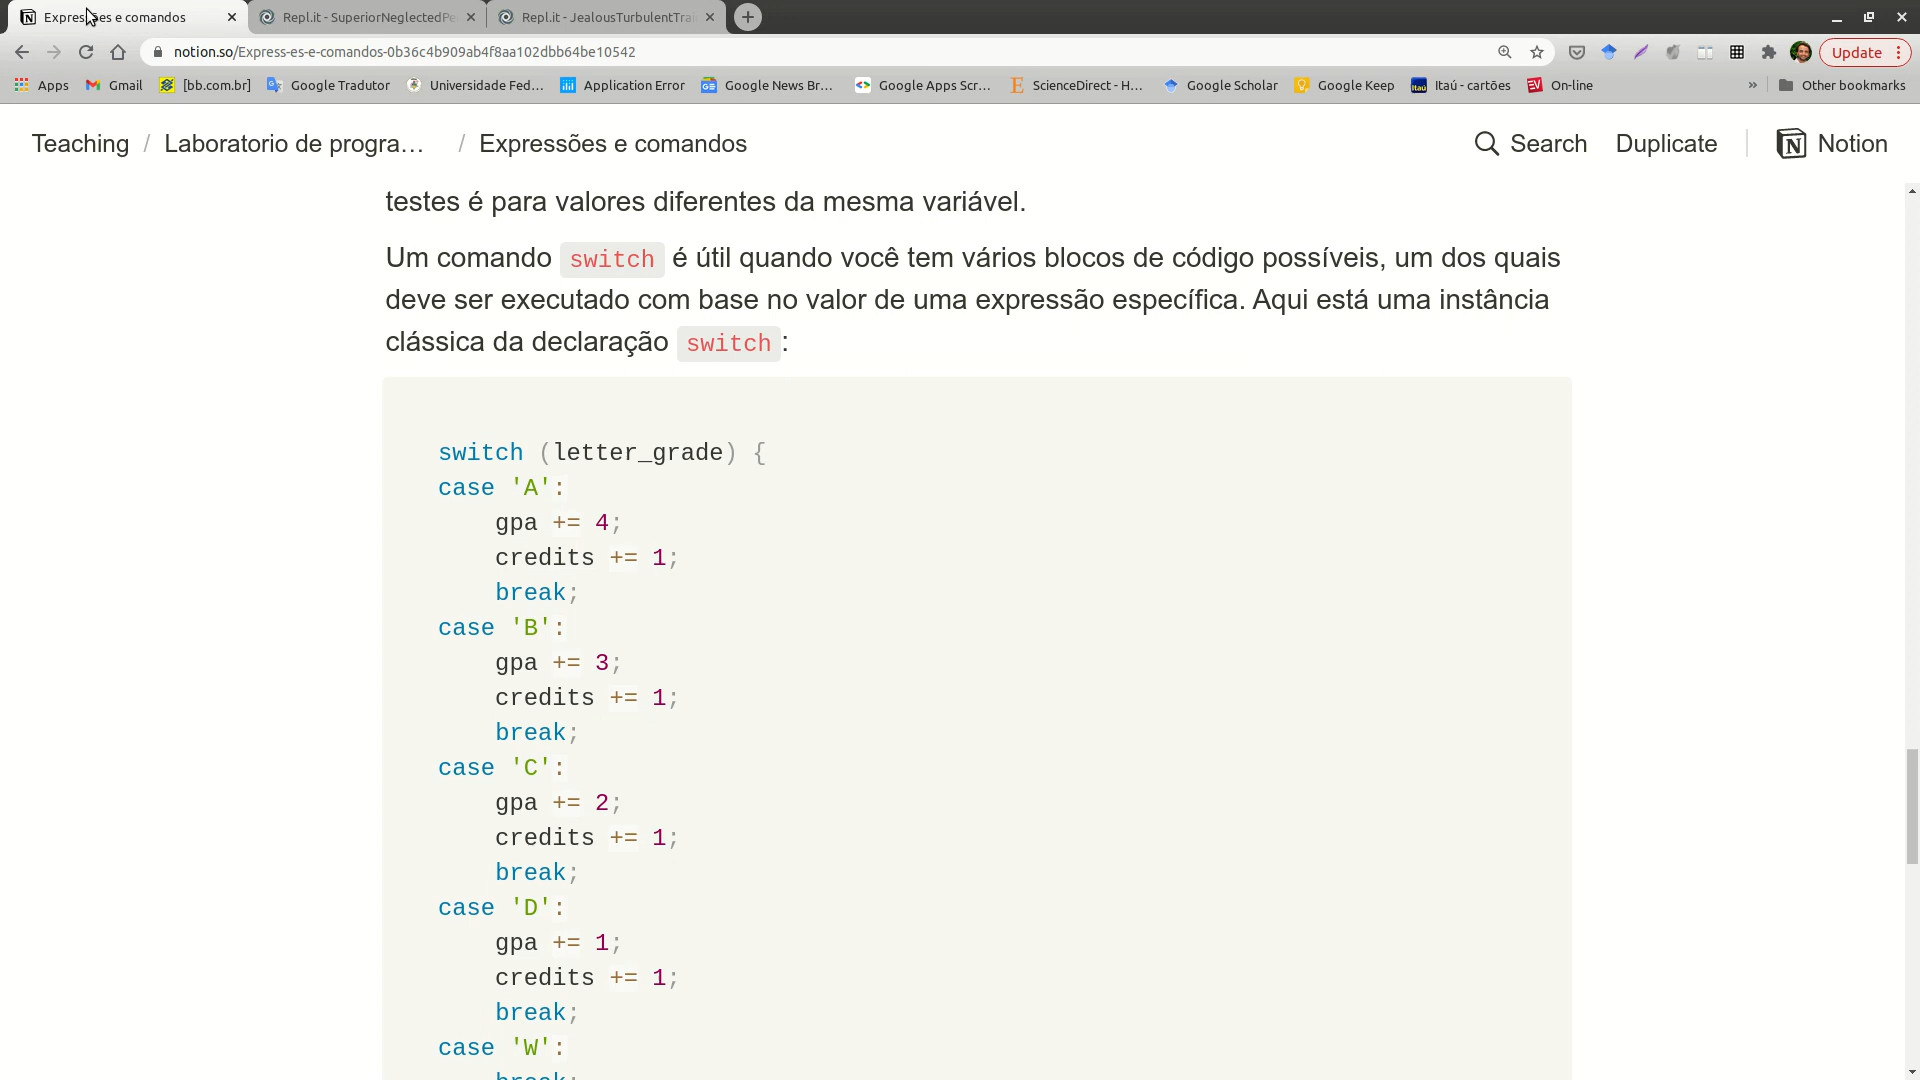 Expressões e comandos
Repl.it - SuperiorNeglectedPe
Repl.it - JealousTurbulentTrai
notion.so/Express-es-e-comandos-0b36c4b909ab4f8aa102dbb64be10542
Update
Apps
Gmail
[bb.com.br]
Google Tradutor
Universidade Fed...
Application Error
Google News Br...
Google Apps Scr...
ScienceDirect - H...
Google Scholar
Google Keep
Itaú - cartões
On-line
Other bookmarks
Teaching / Laboratorio de progra... / Expressões e comandos
Search
Duplicate
Notion
testes é para valores diferentes da mesma variável.
Um comando switch é útil quando você tem vários blocos de código possíveis, um dos quais
deve ser executado com base no valor de uma expressão específica. Aqui está uma instância
clássica da declaração switch :
switch (letter_grade) {
case 'A':
gpa += 4;
credits += 1;
break;
case 'B':
gpa += 3;
credits += 1;
break;
case 'C':
gpa += 2;
credits += 1;
break;
case 'D':
gpa += 1;
credits += 1;
break;
case 'W':
break;